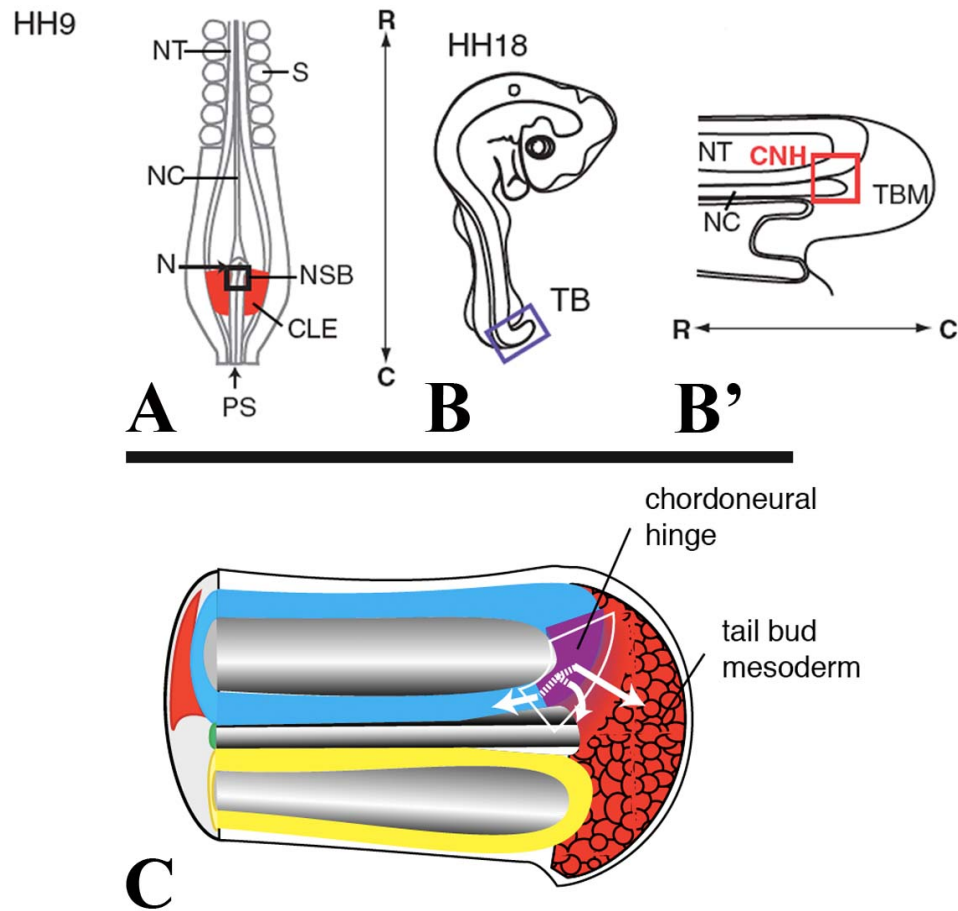 HH9
NT
S
NC
N
NSB
CLE
PS
A
R
C
HH18
TB
B
NT
CNH
NC
TBM
R
C
B’
chordoneural
hinge
tail bud
mesoderm
C